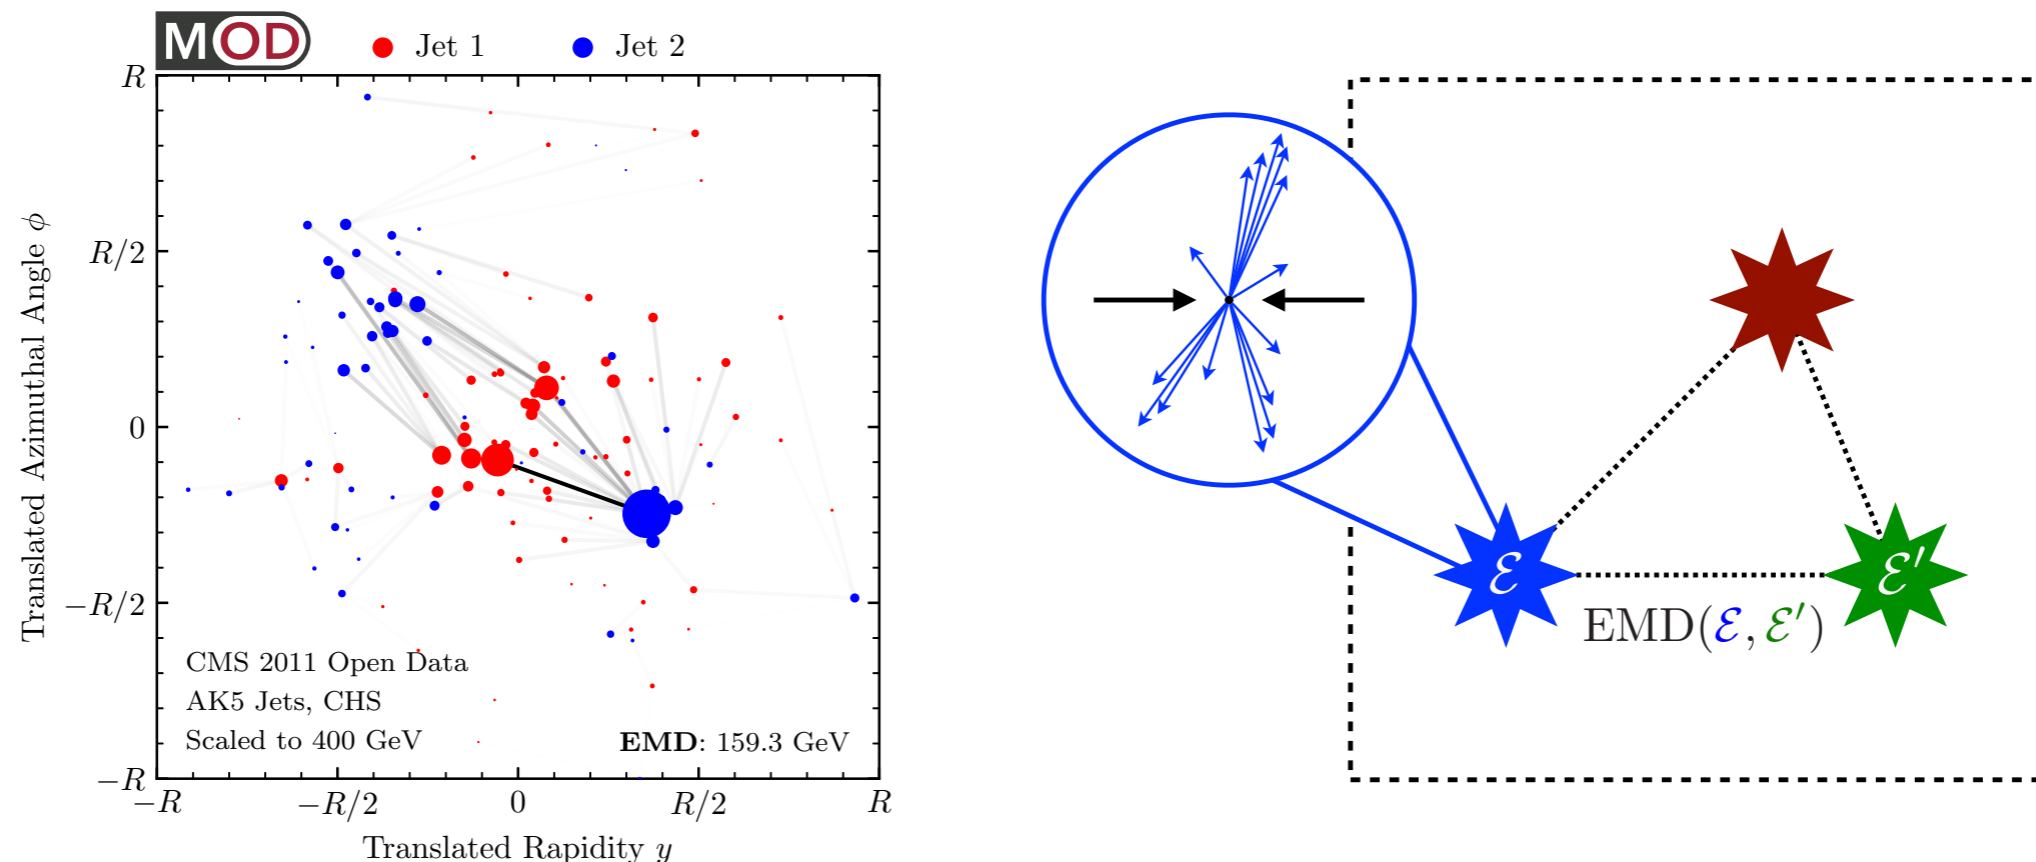 MOD
Jet 1
Jet 2
R
R/2
0
−R/2
−R
Translated Azimuthal Angle ϕ
CMS 2011 Open Data
AK5 Jets, CHS
Scaled to 400 GeV
EMD: 159.3 GeV
−R
−R/2
0
R/2
R
Translated Rapidity y
ℰ
ℰ′
EMD(ℰ, ℰ′)